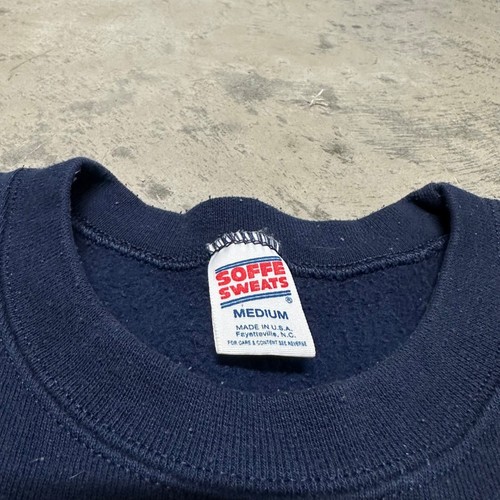 SOFFE
SWEATS
®
MEDIUM
MADE IN U.S.A.
Fayetteville, N.C.
FOR CARE & CONTENT SEE REVERSE